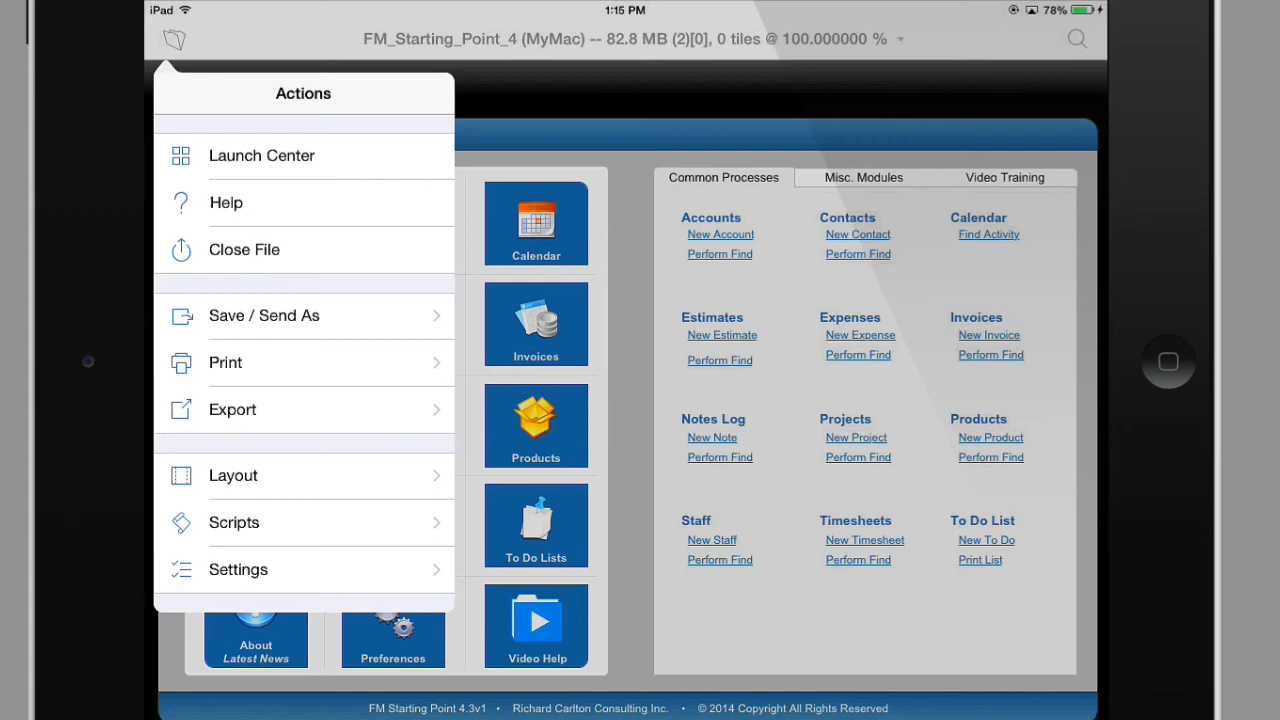 iPad
1:15 PM
78%
FM_Starting_Point_4 (MyMac) -- 82.8 MB (2)[0], 0 tiles @ 100.000000 %
Actions
Launch Center
Help
Close File
Save / Send As
Print
Export
Layout
Scripts
Settings
Calendar
Invoices
Products
To Do Lists
About
Latest News
Preferences
Video Help
Common Processes
Misc. Modules
Video Training
Accounts
New Account
Perform Find
Contacts
New Contact
Perform Find
Calendar
Find Activity
Estimates
New Estimate
Perform Find
Expenses
New Expense
Perform Find
Invoices
New Invoice
Perform Find
Notes Log
New Note
Perform Find
Projects
New Project
Perform Find
Products
New Product
Perform Find
Staff
New Staff
Perform Find
Timesheets
New Timesheet
Perform Find
To Do List
New To Do
Print List
FM Starting Point 4.3v1 • Richard Carlton Consulting Inc. • © 2014 Copyright All Rights Reserved